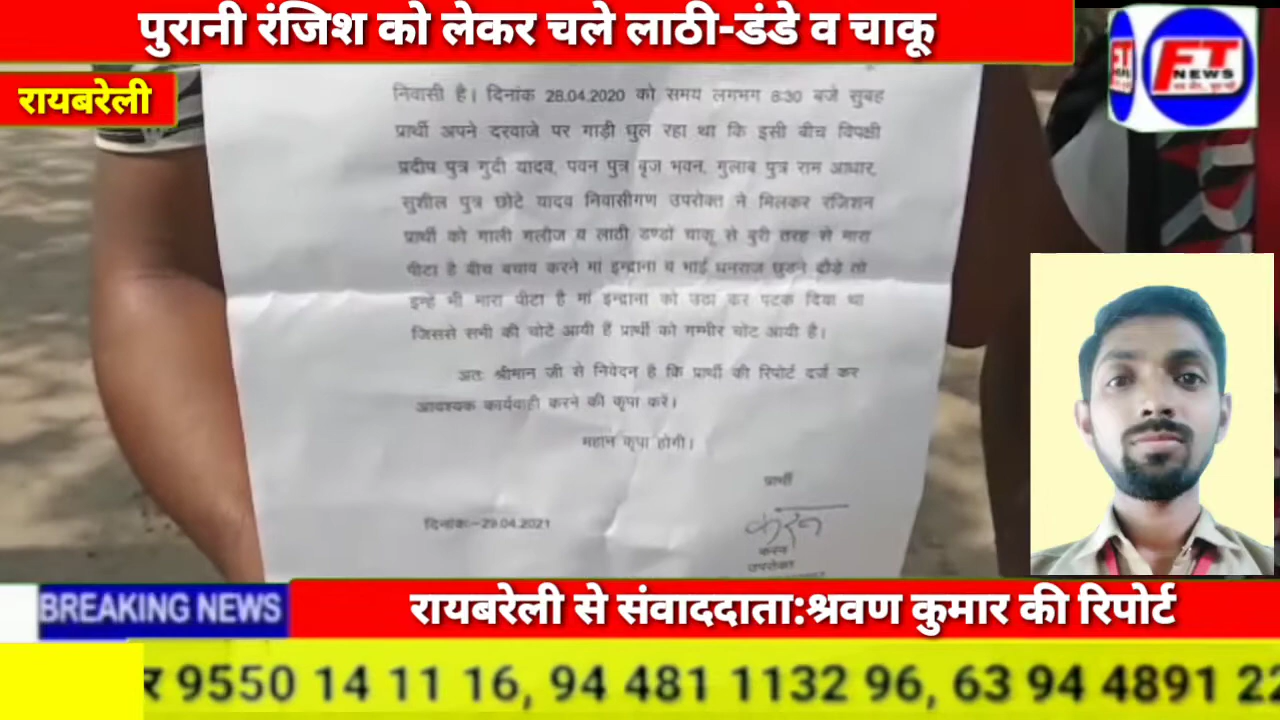 पुरानी रंजिश को लेकर चले लाठी-डंडे व चाकू
FT
NEWS
रायबरेली
निवासी है। दिनांक 28.04.2020 को समय लगभग 8:30 बजे सुबह
प्रार्थी अपने दरवाजे पर गाड़ी धुल रहा था कि इसी बीच विपक्षी
प्रदीप पुत्र गुदी यादव, पवन पुत्र बृज भवन, गुलाब पुत्र राम आधार,
सुशील पुत्र छोटे यादव निवासीगण उपरोक्त ने मिलकर रंजिशन
प्रार्थी को गाली गलौज व लाठी डण्डों चाकू से बुरी तरह से मारा
पीटा है बीच बचाव करने मां इन्द्राना व भाई धनराज छुडाने दौड़े तो
इन्हे भी मारा पीटा है मां इन्द्राना को उठा कर पटक दिया था
जिससे सभी की चोटें आयी हैं प्रार्थी को गम्भीर चोट आयी है।
अतः श्रीमान जी से निवेदन है कि प्रार्थी की रिपोर्ट दर्ज कर
आवश्यक कार्यवाही करने की कृपा करें।
महान कृपा होगी।
प्रार्थी
दिनांक:-29.04.2021
करन
करन
उपरोक्त
BREAKING NEWS
रायबरेली से संवाददाता:श्रवण कुमार की रिपोर्ट
र 9550 14 11 16, 94 481 1132 96, 63 94 4891 22